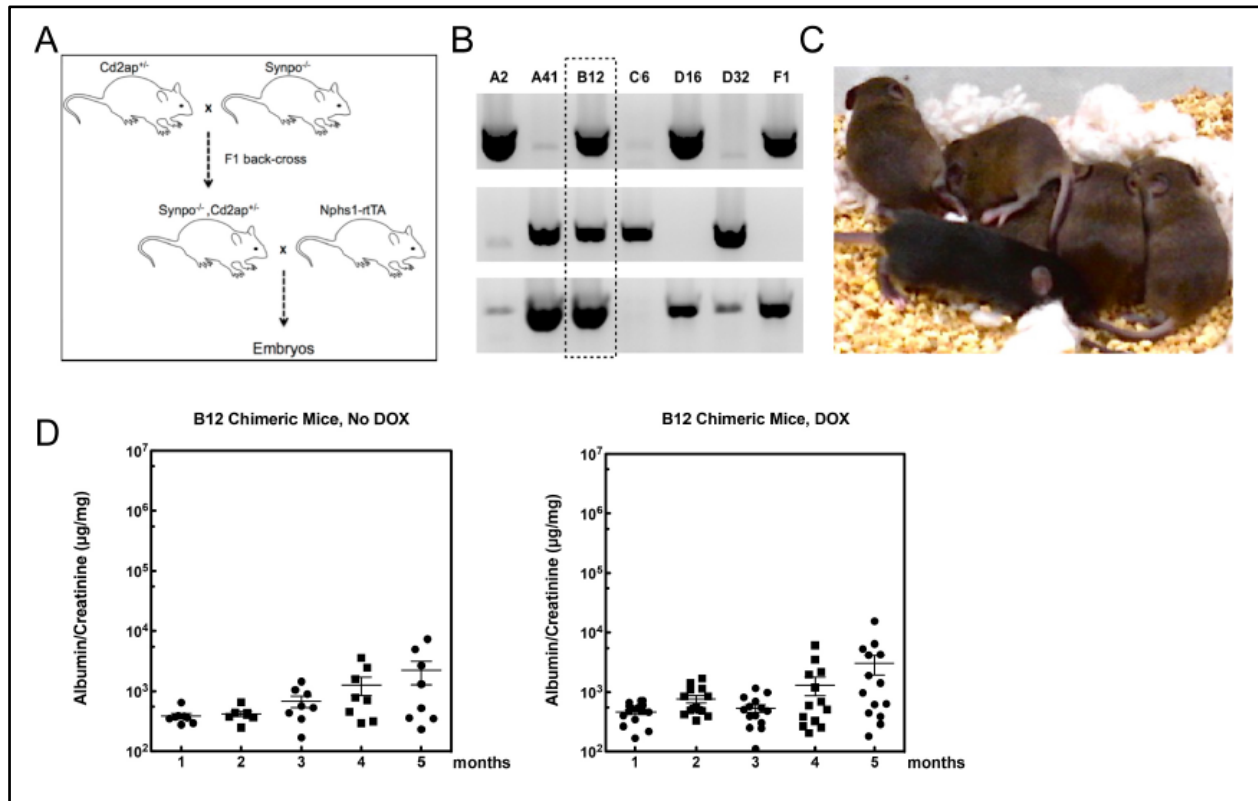 A
Cd2ap+/-
Synpo-/-
x
F1 back-cross
Synpo-/-,Cd2ap+/-
Nphs1-rtTA
x
Embryos
B
A2 A41 B12 C6 D16 D32 F1
C
D
B12 Chimeric Mice, No DOX
Albumin/Creatinine (µg/mg)
10^7
10^6
10^5
10^4
10^3
10^2
1 2 3 4 5 months
B12 Chimeric Mice, DOX
Albumin/Creatinine (µg/mg)
10^7
10^6
10^5
10^4
10^3
10^2
1 2 3 4 5 months